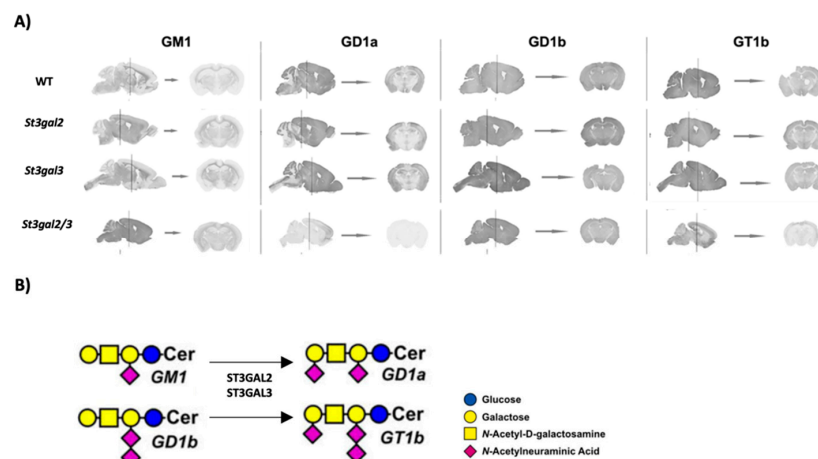 A)
GM1 GD1a GD1b GT1b
WT
St3gal2
St3gal3
St3gal2/3
B)
Cer Cer
GM1 ST3GAL2 GD1a
ST3GAL3
Cer Cer
GD1b GT1b
Glucose
Galactose
N-Acetyl-D-galactosamine
N-Acetylneuraminic Acid